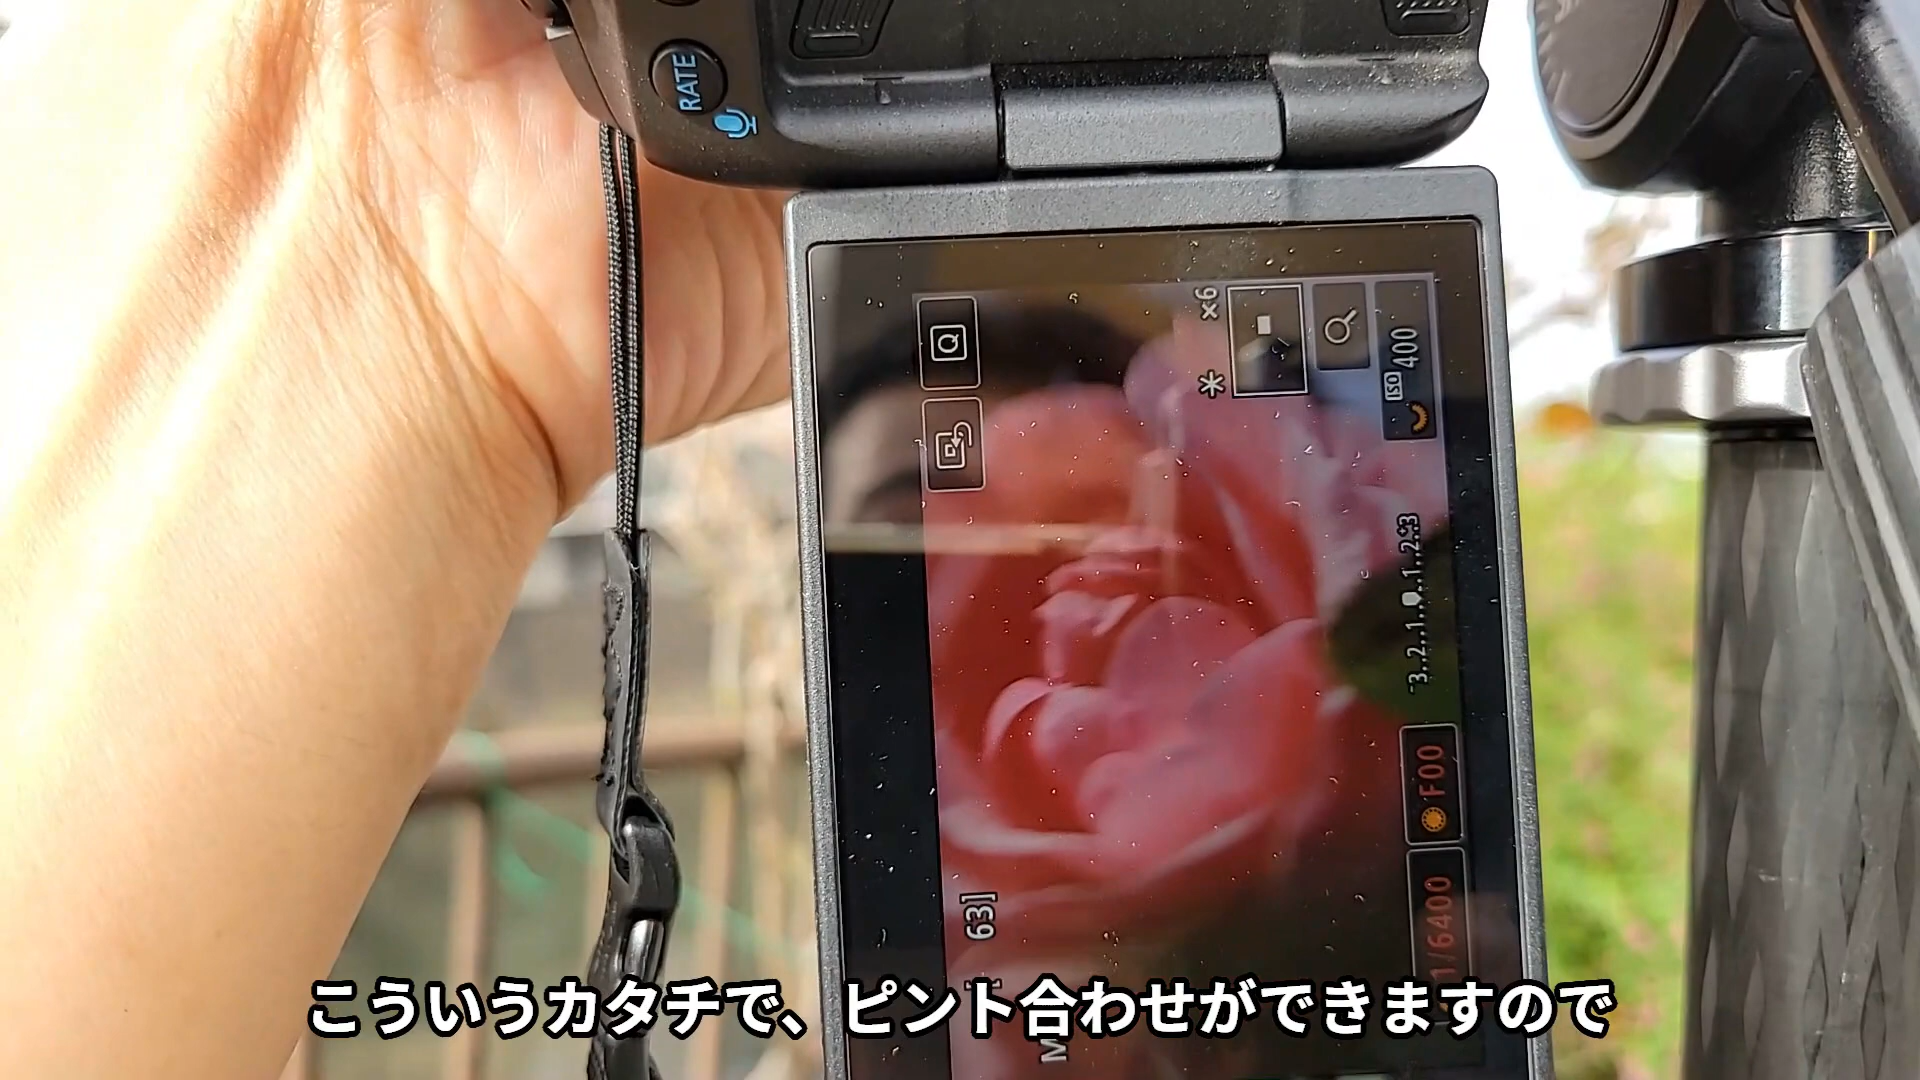 RATE
Q
×6
*
ISO 400
-3..2..1..0..1..2..3
F00
1/6400
63]
M
こういうカタチで、ピント合わせができますので